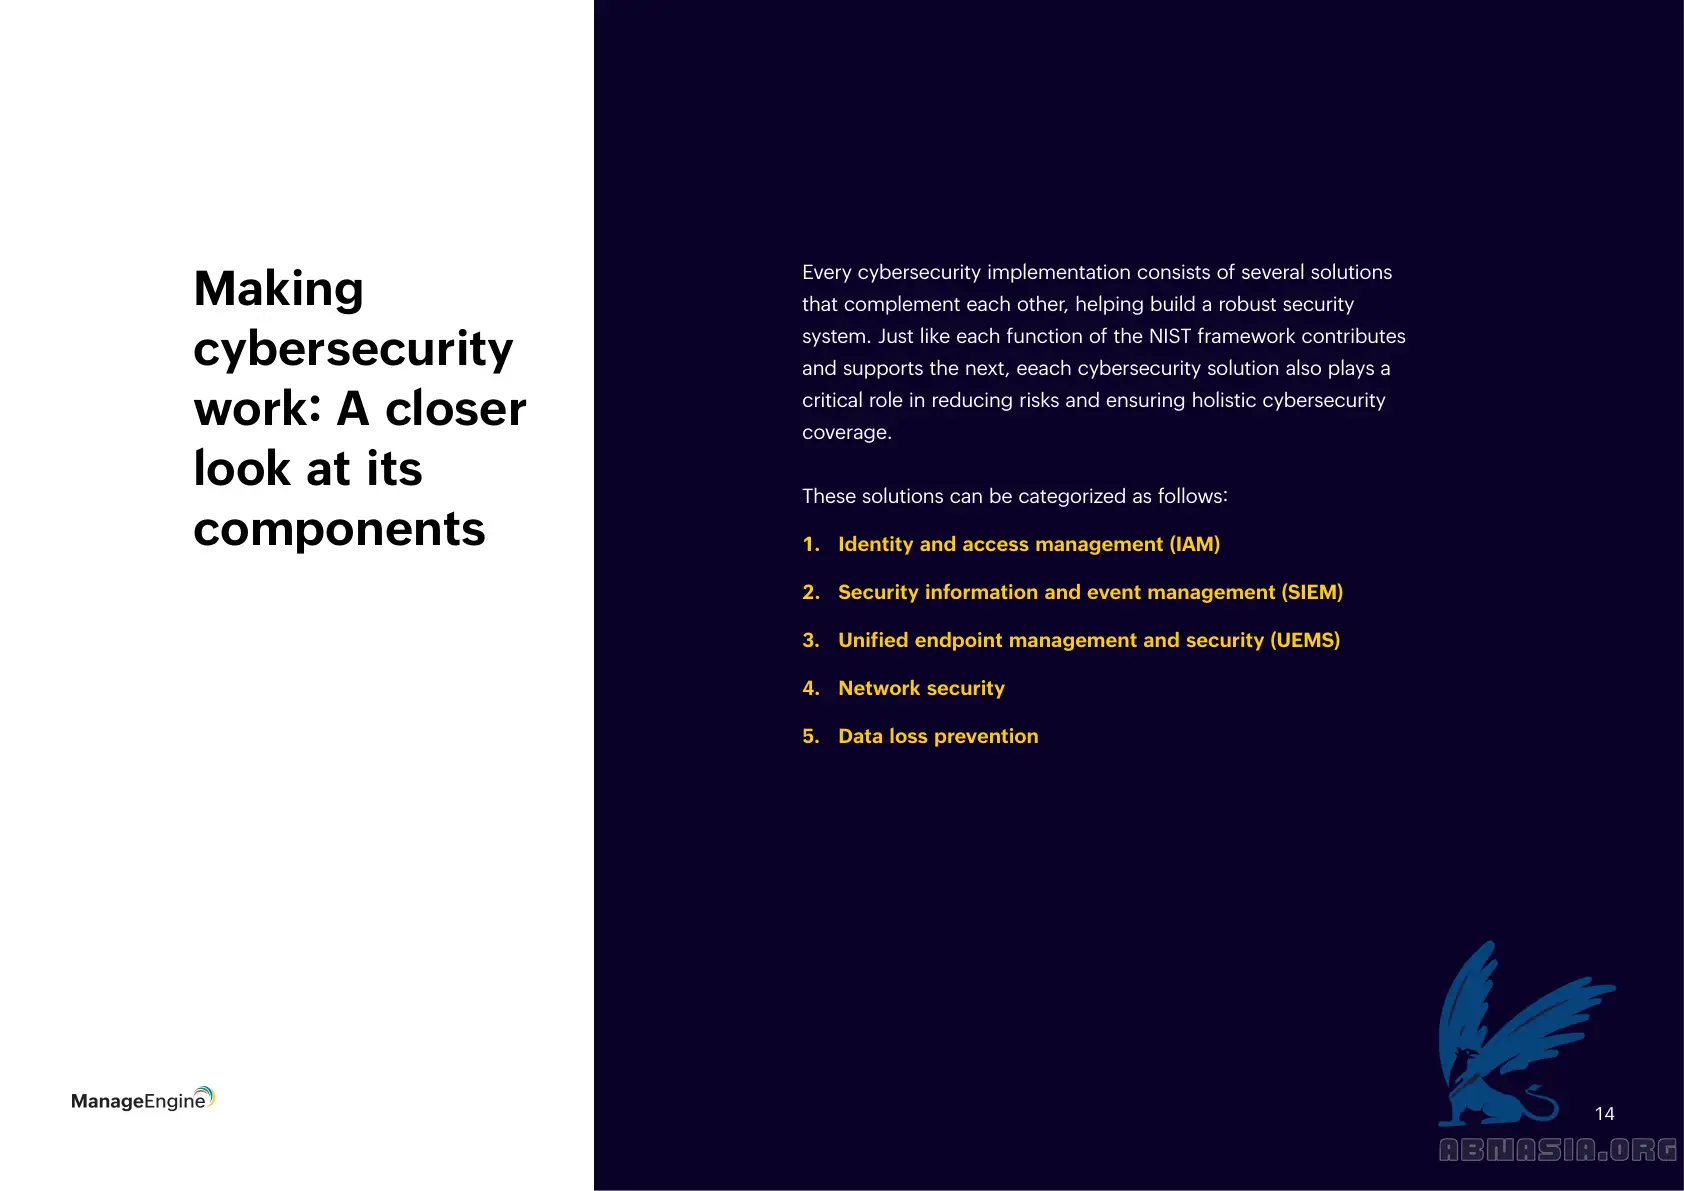 Making
cybersecurity
work: A closer
look at its
components
Every cybersecurity implementation consists of several solutions
that complement each other, helping build a robust security
system. Just like each function of the NIST framework contributes
and supports the next, eeach cybersecurity solution also plays a
critical role in reducing risks and ensuring holistic cybersecurity
coverage.
These solutions can be categorized as follows:
1. Identity and access management (IAM)
2. Security information and event management (SIEM)
3. Unified endpoint management and security (UEMS)
4. Network security
5. Data loss prevention
ManageEngine
14
ABNASIA.ORG